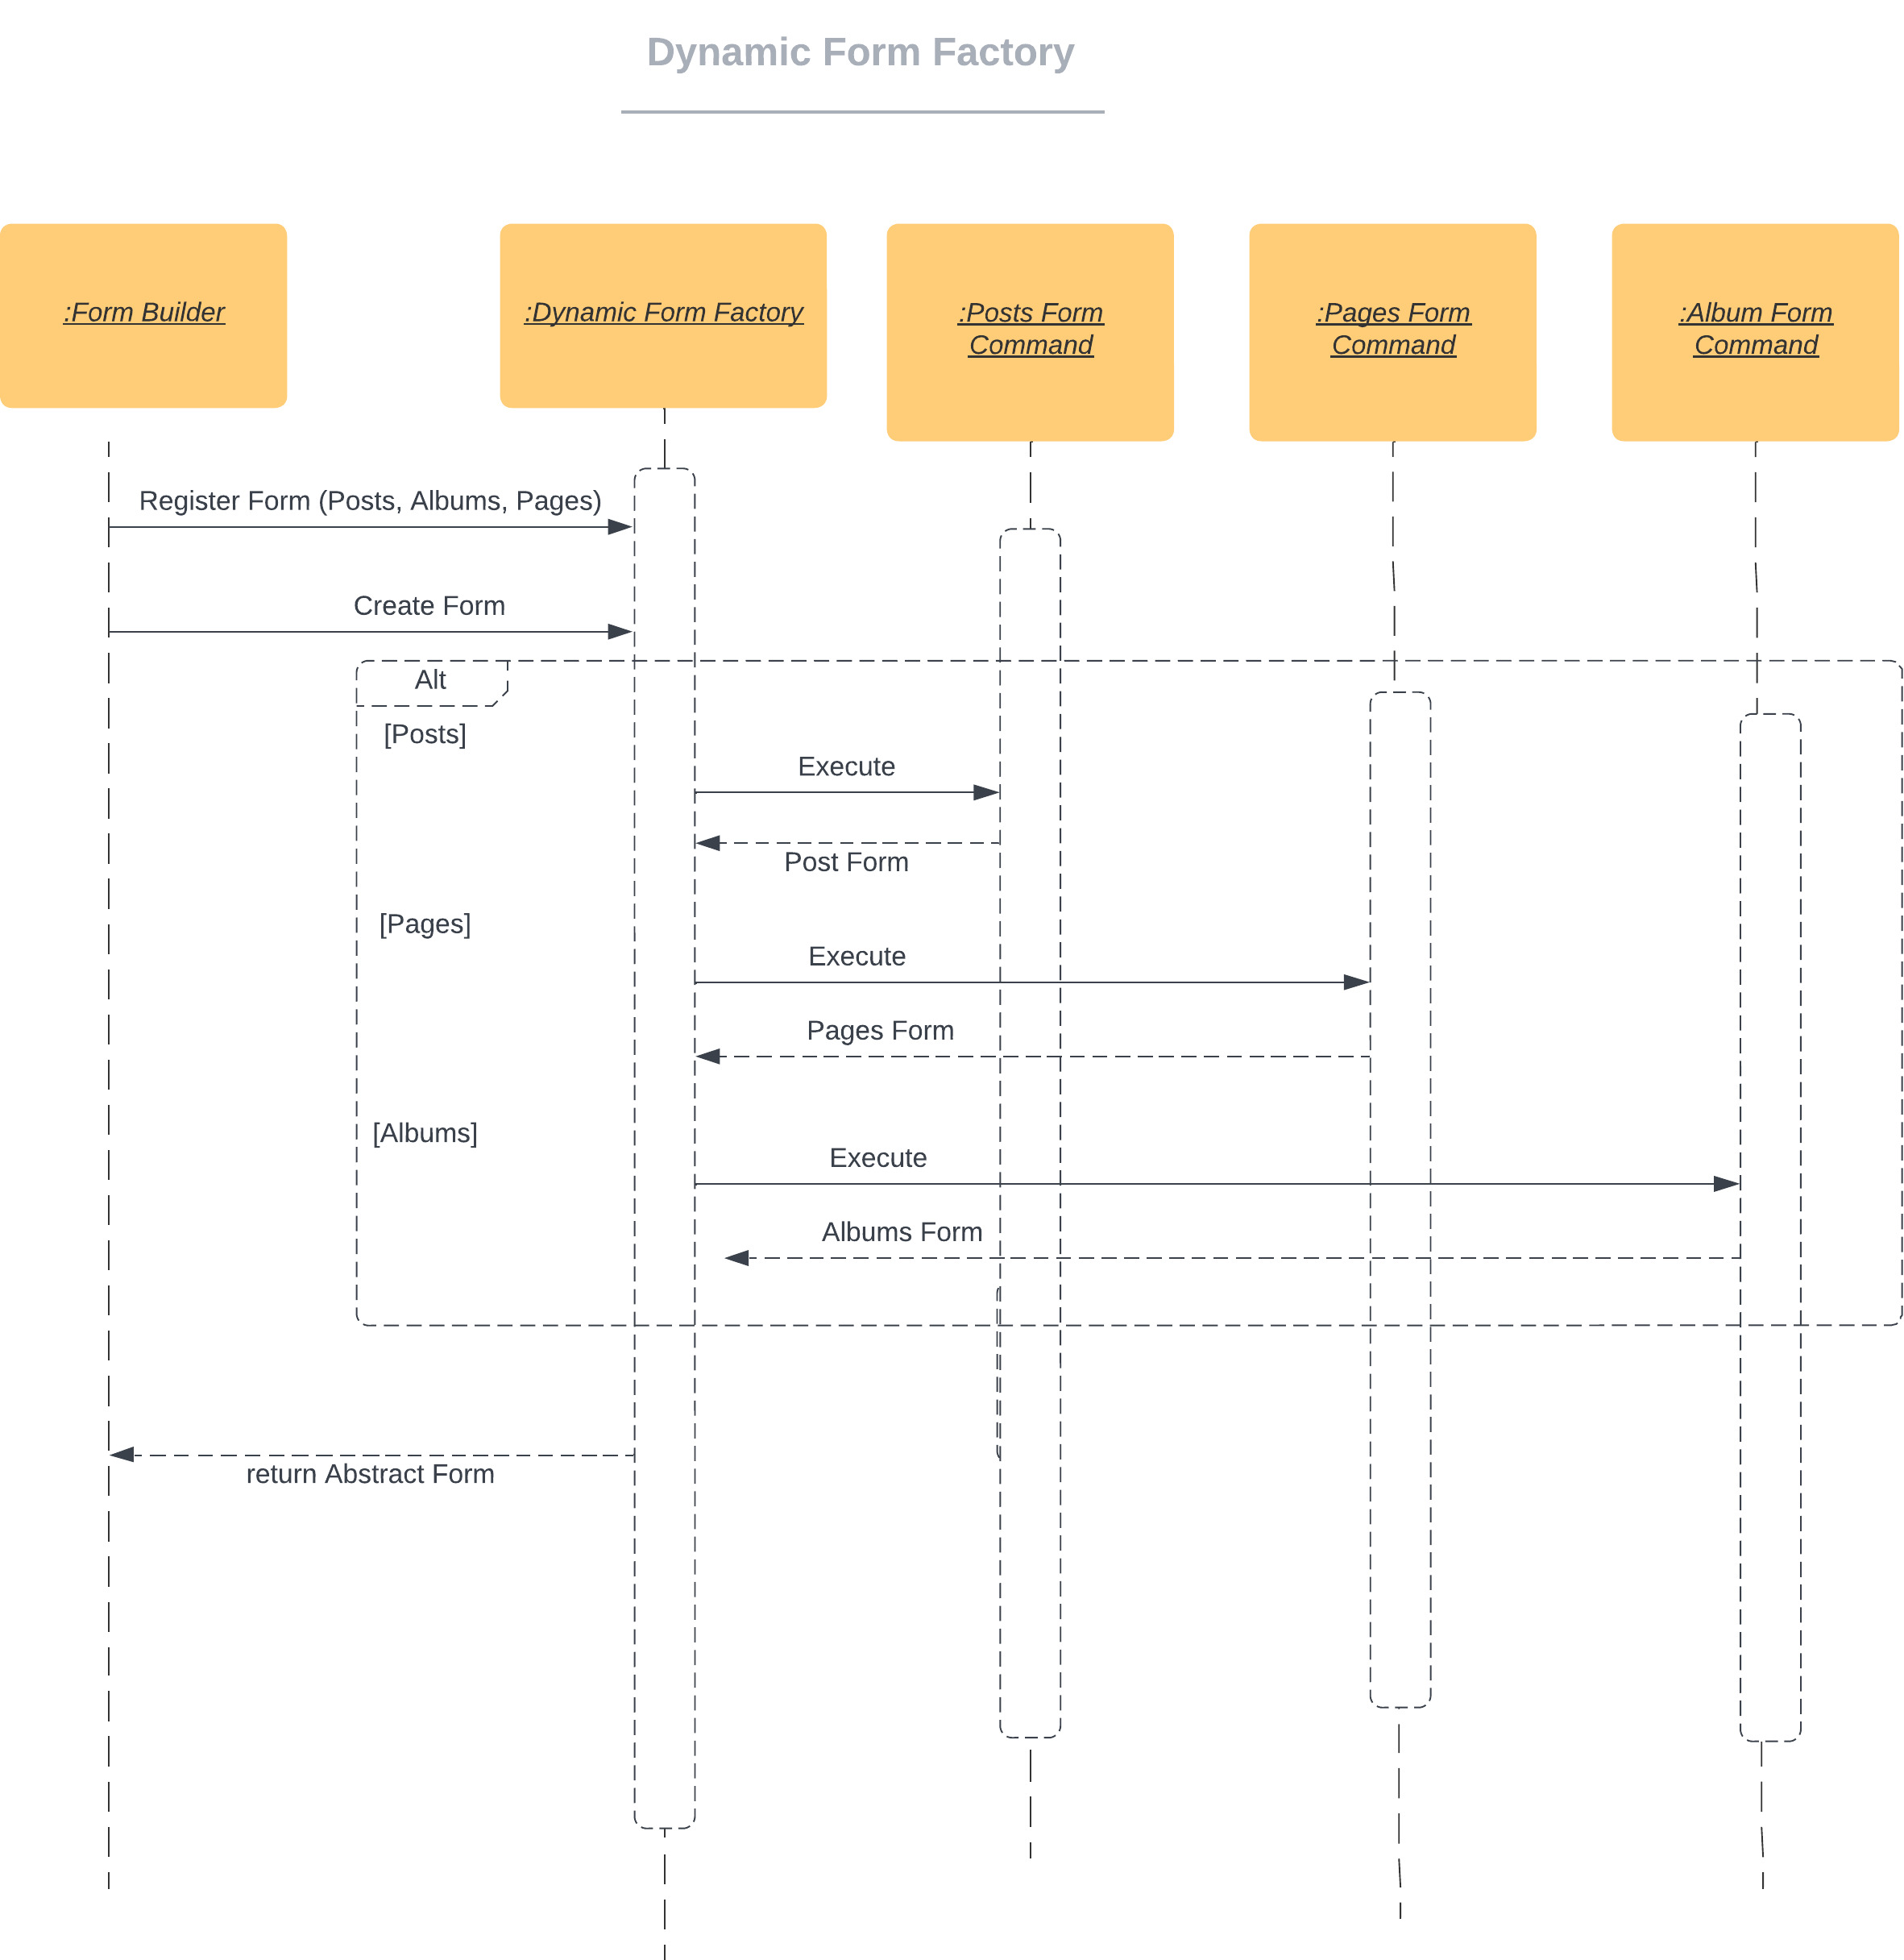 Dynamic Form Factory
:Form Builder
:Dynamic Form Factory
:Posts Form
Command
:Pages Form
Command
:Album Form
Command
Register Form (Posts, Albums, Pages)
Create Form
Alt
[Posts]
Execute
Post Form
[Pages]
Execute
Pages Form
[Albums]
Execute
Albums Form
return Abstract Form